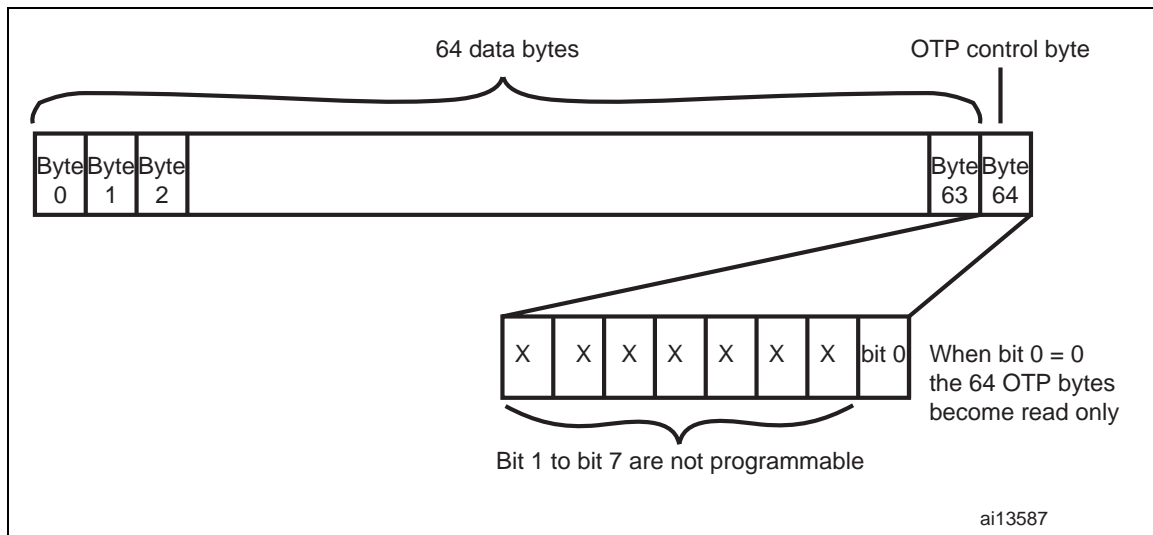 64 data bytes
OTP control byte
Byte 0
Byte 1
Byte 2
Byte 63
Byte 64
X X X X X X X bit 0
When bit 0 = 0
the 64 OTP bytes
become read only
Bit 1 to bit 7 are not programmable
ai13587